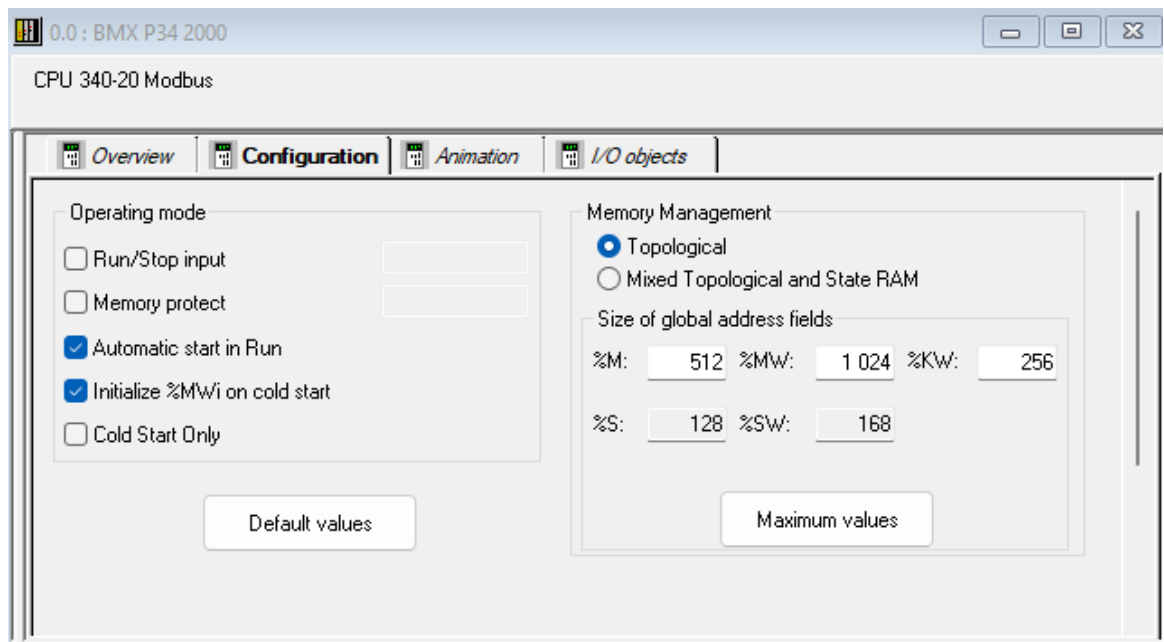 0.0 : BMX P34 2000
CPU 340-20 Modbus
Overview Configuration Animation I/O objects
Operating mode
Run/Stop input
Memory protect
Automatic start in Run
Initialize %MWi on cold start
Cold Start Only
Default values
Memory Management
Topological
Mixed Topological and State RAM
Size of global address fields
%M: 512 %MW: 1 024 %KW: 256
%S: 128 %SW: 168
Maximum values